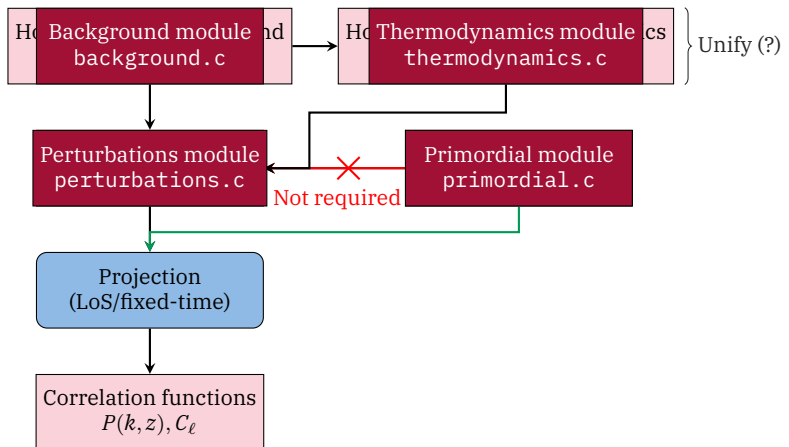 Background module
background.c
Thermodynamics module
thermodynamics.c
Unify (?)
Perturbations module
perturbations.c
Not required
Primordial module
primordial.c
Projection
(LoS/fixed-time)
Correlation functions
P(k, z), Cℓ